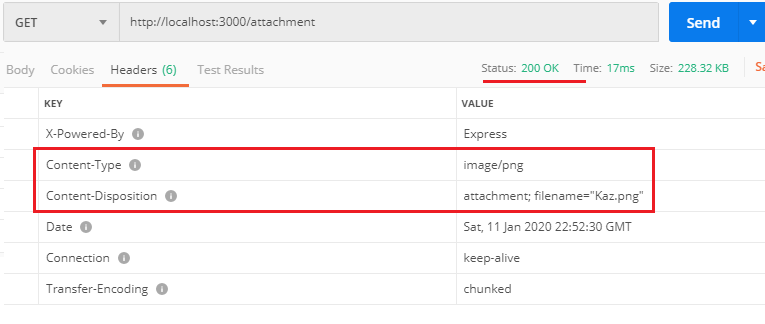 GET http://localhost:3000/attachment Send
Body Cookies Headers (6) Test Results Status: 200 OK Time: 17ms Size: 228.32 KB
KEY VALUE
X-Powered-By Express
Content-Type image/png
Content-Disposition attachment; filename="Kaz.png"
Date Sat, 11 Jan 2020 22:52:30 GMT
Connection keep-alive
Transfer-Encoding chunked